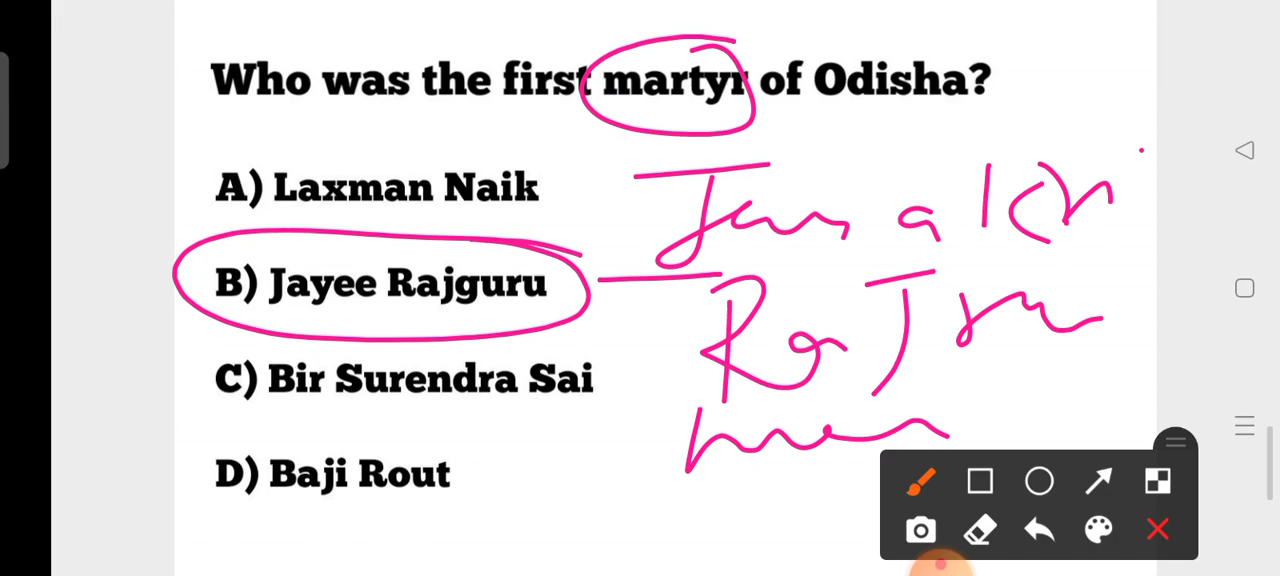 Who was the first martyr of Odisha?
A) Laxman Naik
B) Jayee Rajguru
C) Bir Surendra Sai
D) Baji Rout